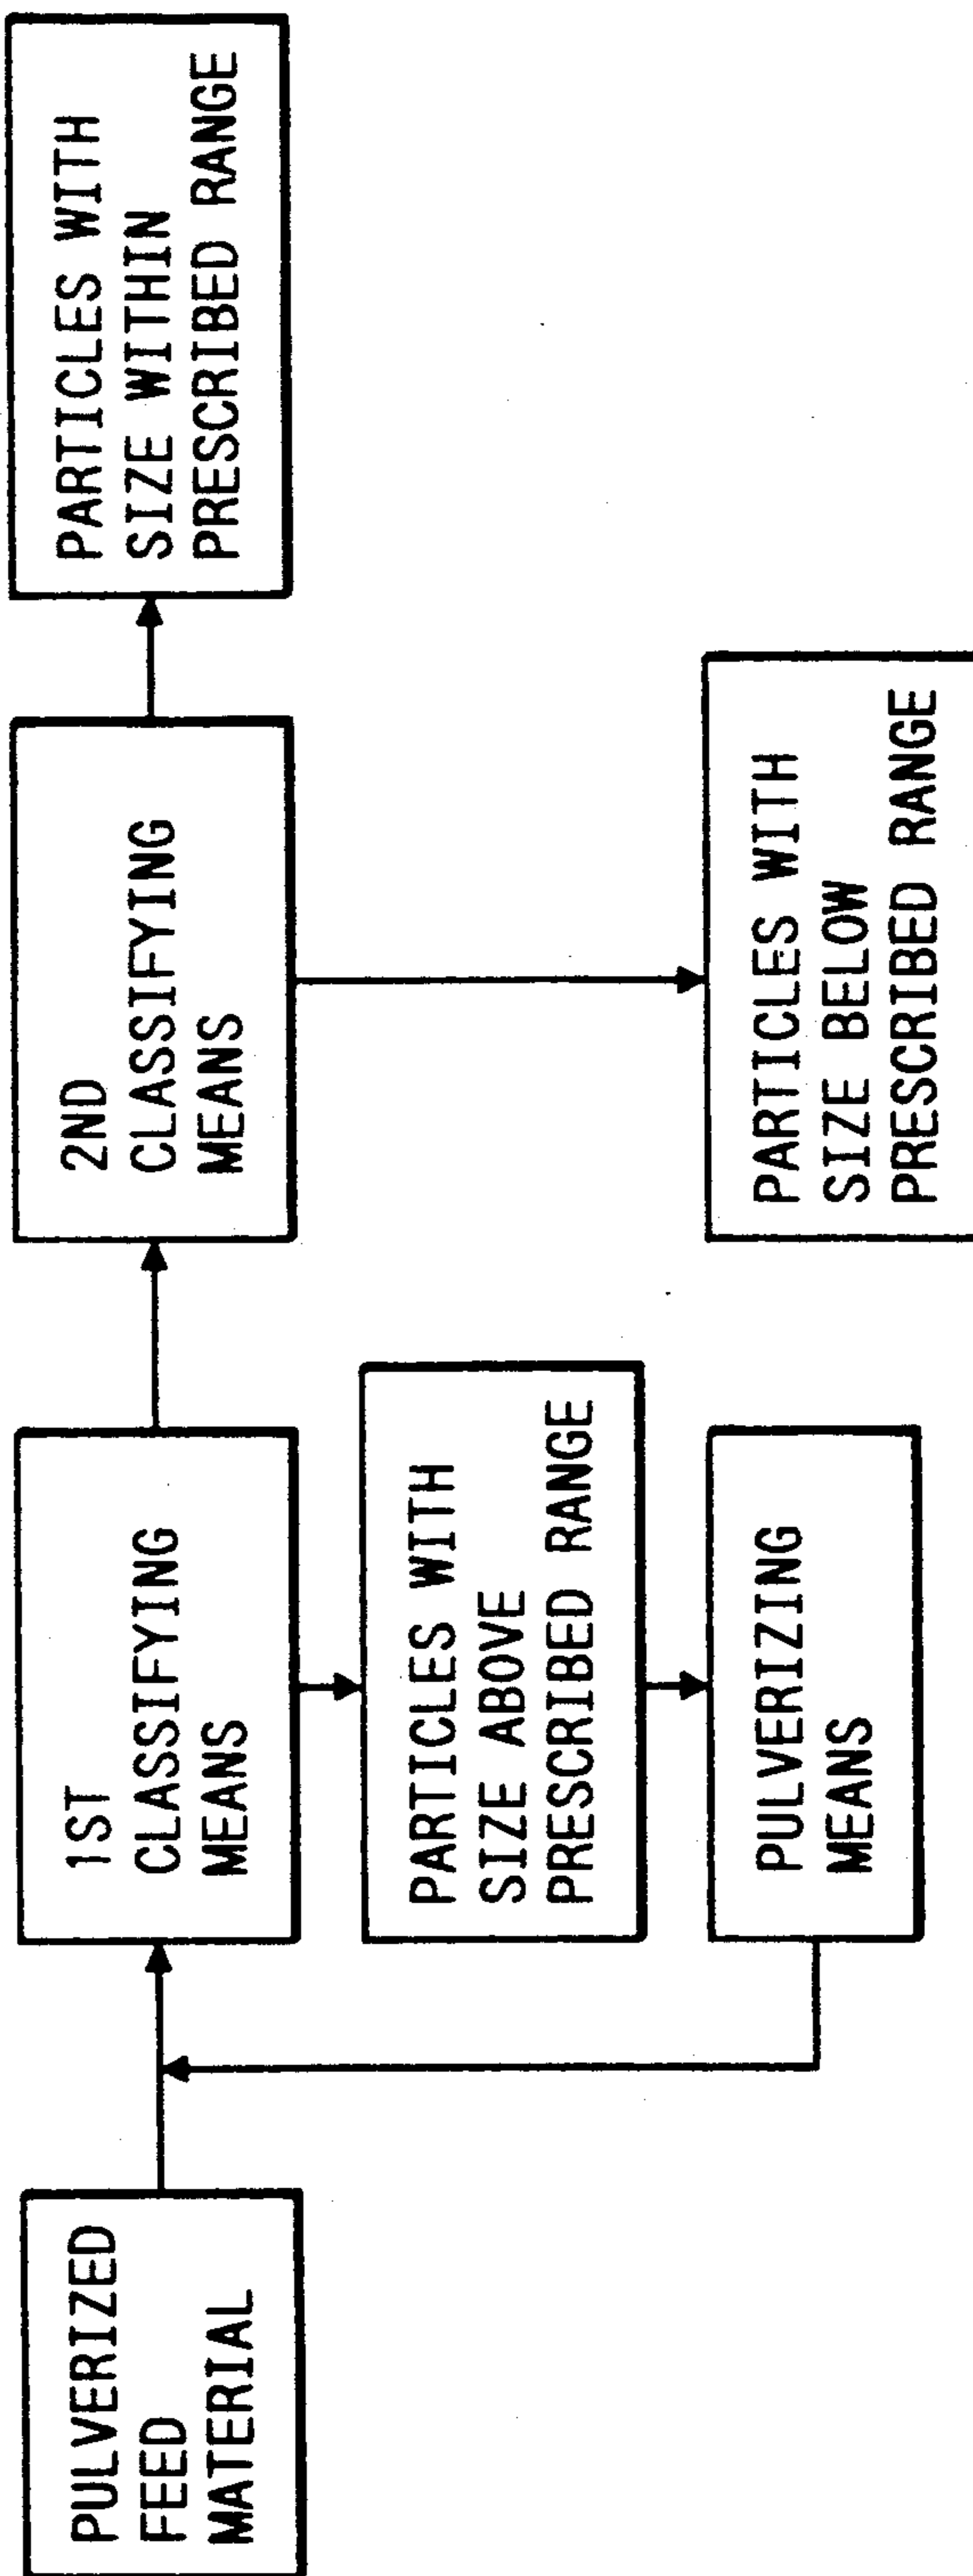 PULVERIZED
FEED
MATERIAL
1ST
CLASSIFYING
MEANS
2ND
CLASSIFYING
MEANS
PARTICLES WITH
SIZE WITHIN
PRESCRIBED RANGE
PARTICLES WITH
SIZE ABOVE
PRESCRIBED RANGE
PULVERIZING
MEANS
PARTICLES WITH
SIZE BELOW
PRESCRIBED RANGE